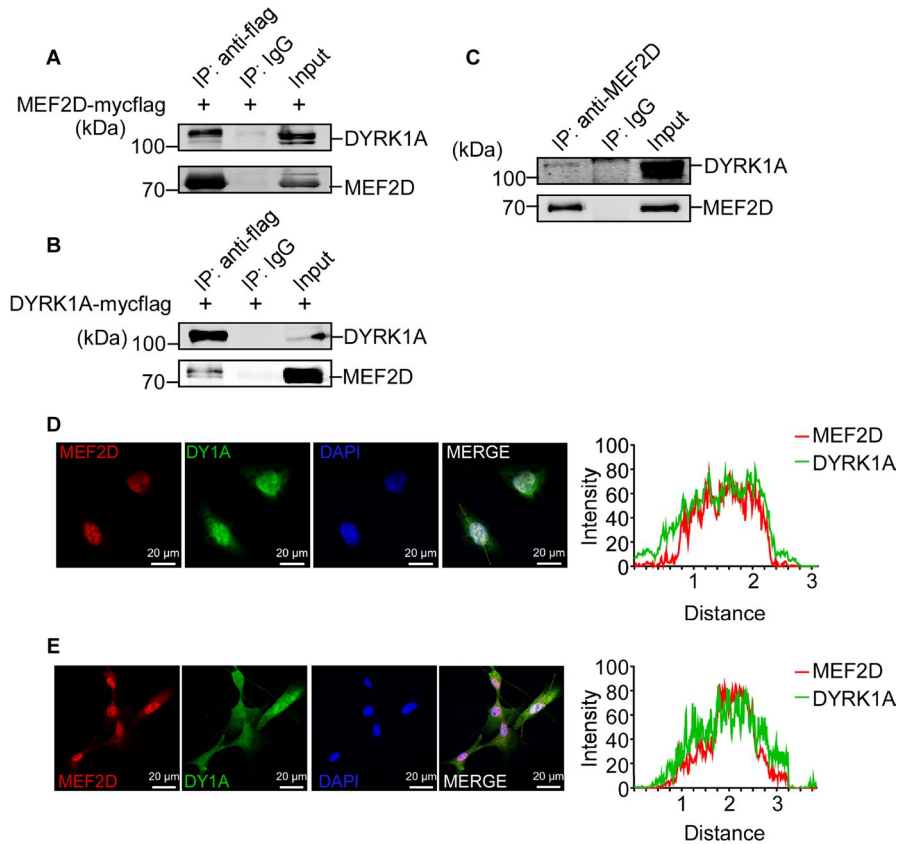 A
IP: anti-flag
IP: IgG
Input
MEF2D-mycflag + + +
(kDa)
100
DYRK1A
70
MEF2D
B
IP: anti-flag
IP: IgG
Input
DYRK1A-mycflag + + +
(kDa)
100
DYRK1A
70
MEF2D
C
IP: anti-MEF2D
IP: IgG
Input
(kDa)
100
DYRK1A
70
MEF2D
D
MEF2D
DY1A
DAPI
MERGE
20 µm
20 µm
20 µm
20 µm
MEF2D
DYRK1A
Intensity
100
80
60
40
20
0
1 2 3
Distance
E
MEF2D
DY1A
DAPI
MERGE
20 µm
20 µm
20 µm
20 µm
MEF2D
DYRK1A
Intensity
100
80
60
40
20
0
1 2 3
Distance